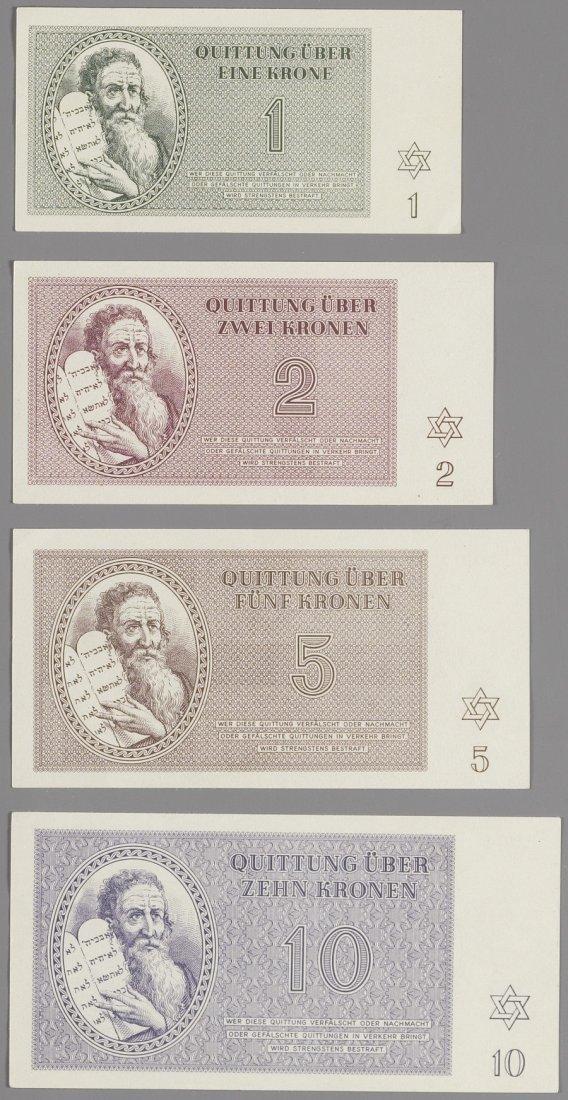 QUITTUNG ÜBER
EINE KRONE
1
WER DIESE QUITTUNG VERFÄLSCHT ODER NACHMACHT
ODER GEFÄLSCHTE QUITTUNGEN IN VERKEHR BRINGT,
WIRD STRENGSTENS BESTRAFT.
1
QUITTUNG ÜBER
ZWEI KRONEN
2
WER DIESE QUITTUNG VERFÄLSCHT ODER NACHMACHT
ODER GEFÄLSCHTE QUITTUNGEN IN VERKEHR BRINGT,
WIRD STRENGSTENS BESTRAFT.
2
QUITTUNG ÜBER
FÜNF KRONEN
5
WER DIESE QUITTUNG VERFÄLSCHT ODER NACHMACHT
ODER GEFÄLSCHTE QUITTUNGEN IN VERKEHR BRINGT,
WIRD STRENGSTENS BESTRAFT.
5
QUITTUNG ÜBER
ZEHN KRONEN
10
WER DIESE QUITTUNG VERFÄLSCHT ODER NACHMACHT
ODER GEFÄLSCHTE QUITTUNGEN IN VERKEHR BRINGT,
WIRD STRENGSTENS BESTRAFT.
10